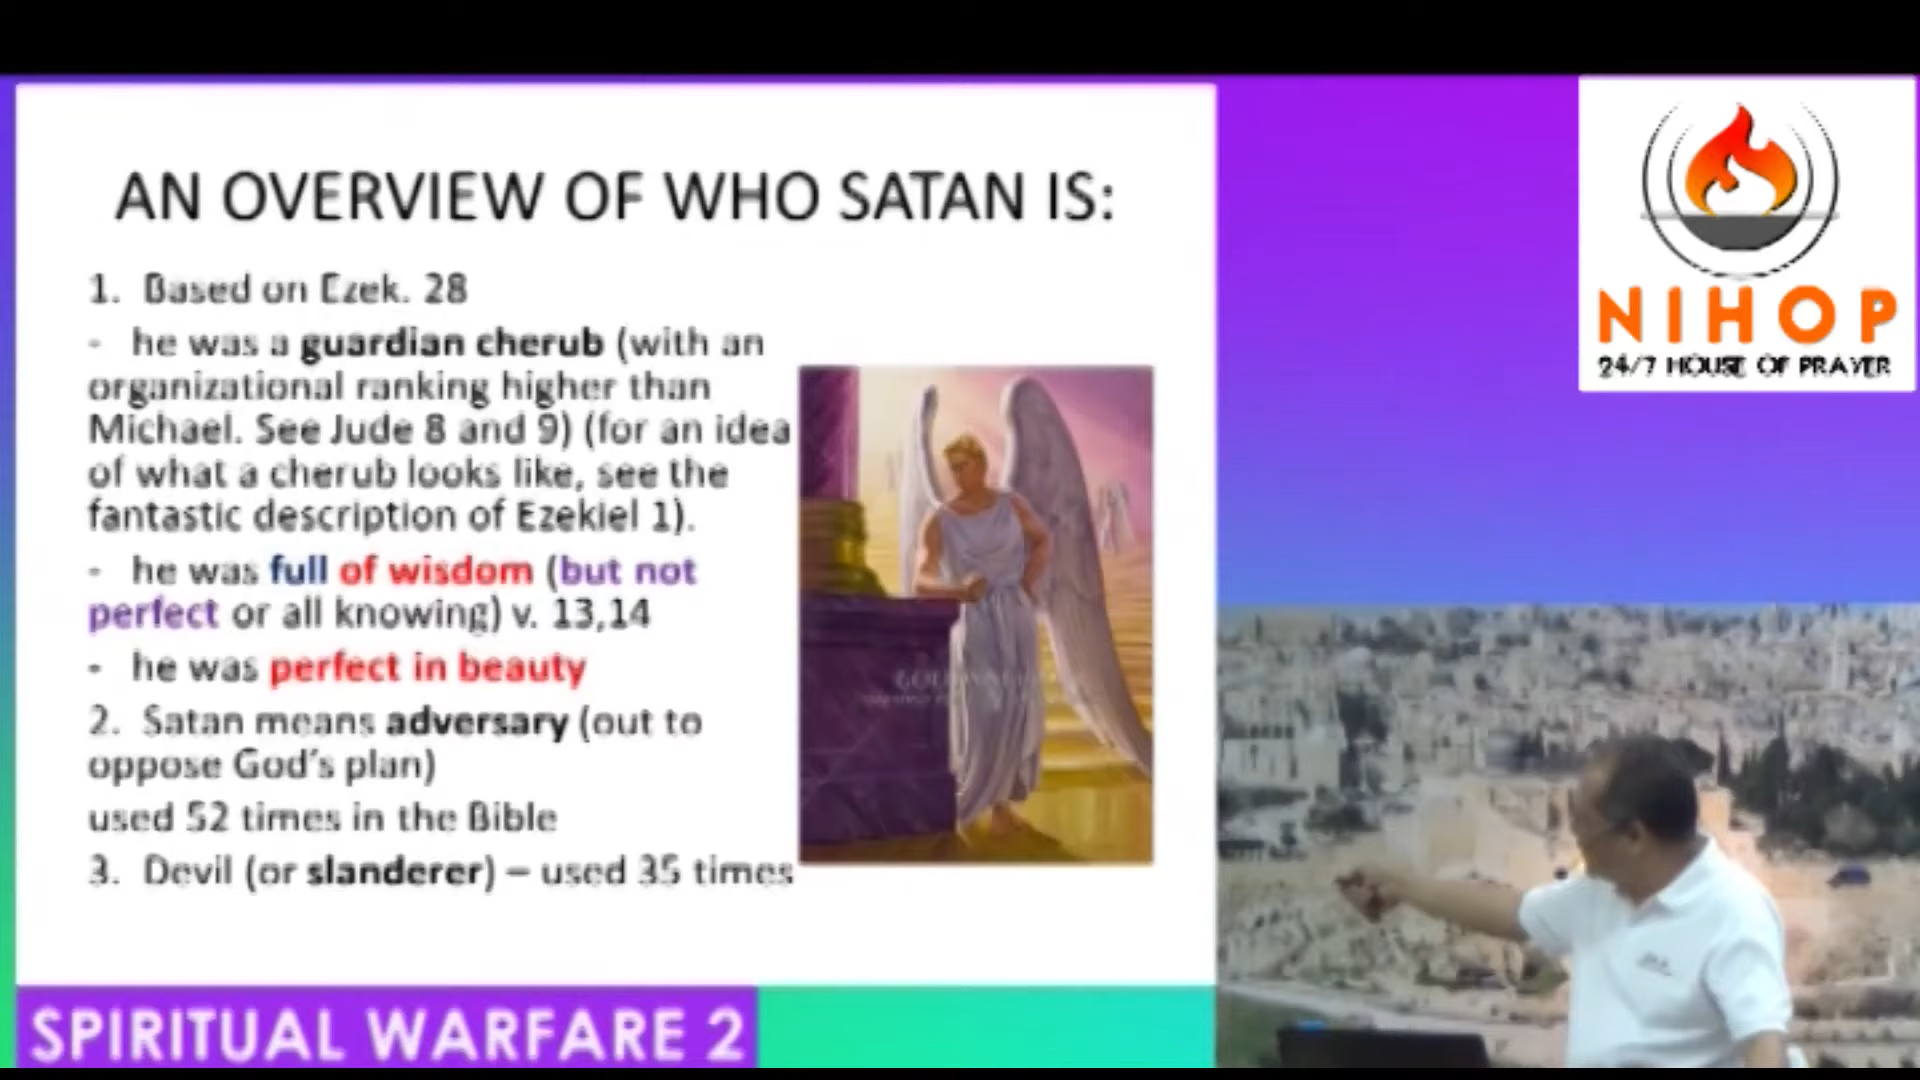 AN OVERVIEW OF WHO SATAN IS:
1. Based on Ezek. 28
- he was a guardian cherub (with an
organizational ranking higher than
Michael. See Jude 8 and 9) (for an idea
of what a cherub looks like, see the
fantastic description of Ezekiel 1).
- he was full of wisdom (but not
perfect or all knowing) v. 13,14
- he was perfect in beauty
2. Satan means adversary (out to
oppose God's plan)
used 52 times in the Bible
3. Devil (or slanderer) – used 35 times
NIHOP
24/7 HOUSE OF PRAYER
SPIRITUAL WARFARE 2